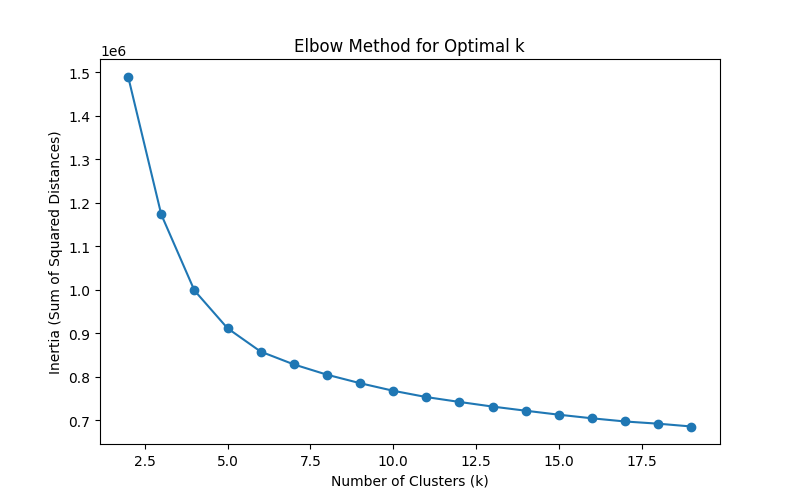 Elbow Method for Optimal k
1e6
1.5
1.4
1.3
1.2
1.1
1.0
0.9
0.8
0.7
Inertia (Sum of Squared Distances)
2.5 5.0 7.5 10.0 12.5 15.0 17.5
Number of Clusters (k)